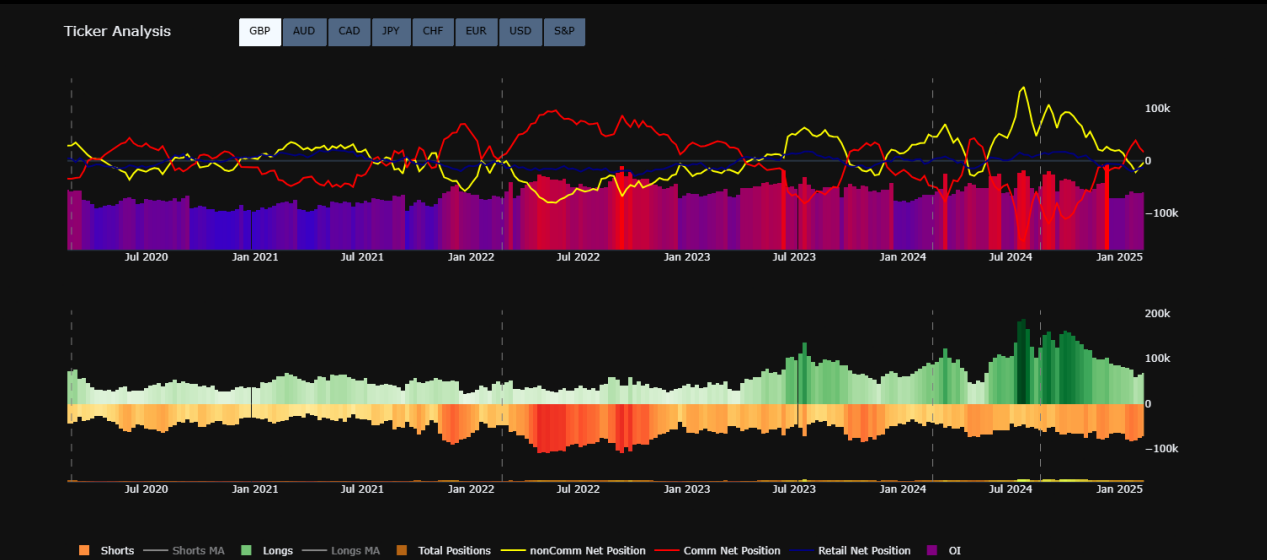 Ticker Analysis GBP AUD CAD JPY CHF EUR USD S&P
100k
0
−100k
Jul 2020 Jan 2021 Jul 2021 Jan 2022 Jul 2022 Jan 2023 Jul 2023 Jan 2024 Jul 2024 Jan 2025
200k
100k
0
−100k
Jul 2020 Jan 2021 Jul 2021 Jan 2022 Jul 2022 Jan 2023 Jul 2023 Jan 2024 Jul 2024 Jan 2025
Shorts Shorts MA Longs Longs MA Total Positions nonComm Net Position Comm Net Position Retail Net Position OI